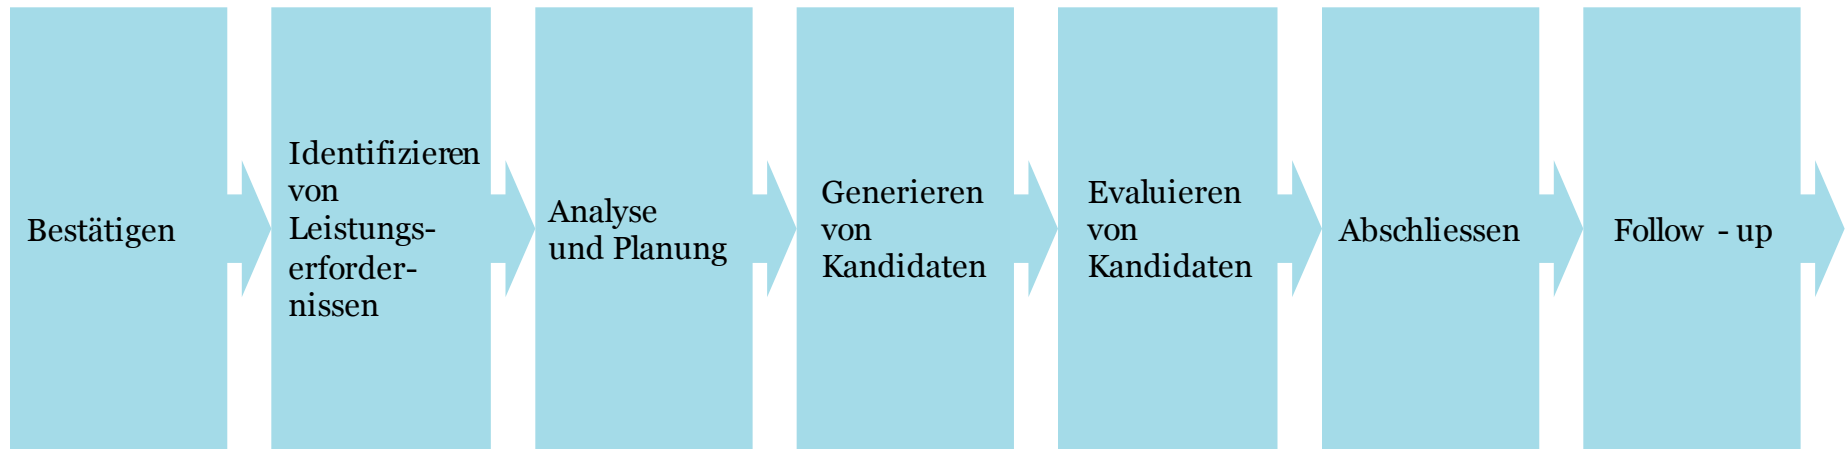 Bestätigen
Identifizieren
von
Leistungs-
erforder-
nissen
Analyse
und Planung
Generieren
von
Kandidaten
Evaluieren
von
Kandidaten
Abschliessen
Follow - up